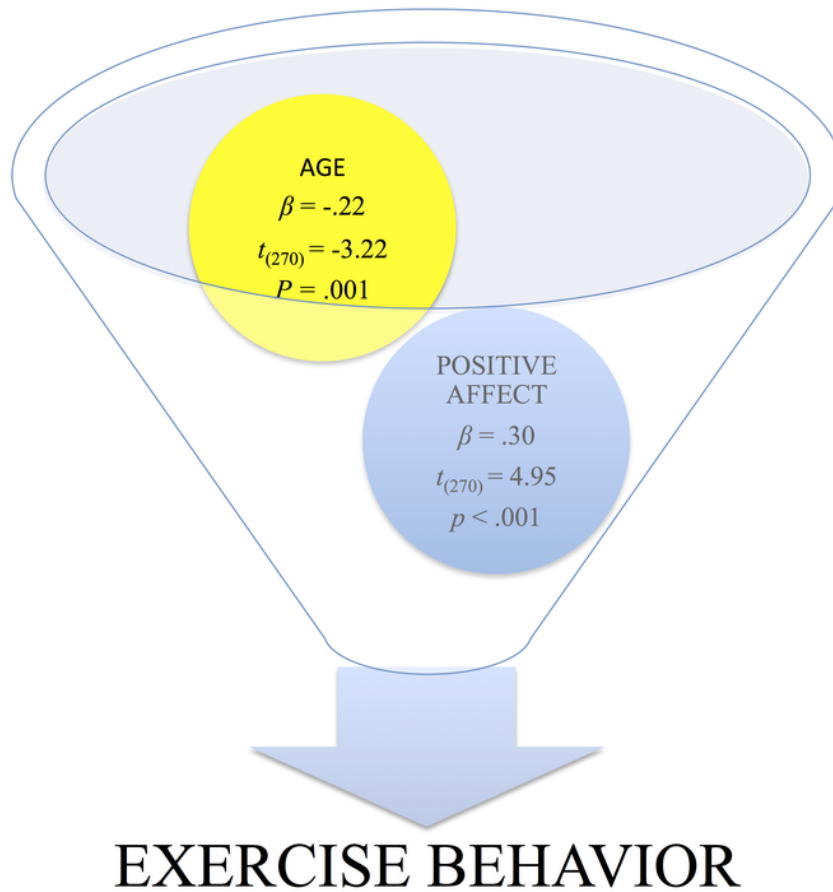 AGE
β = -.22
t(270) = -3.22
P = .001
POSITIVE
AFFECT
β = .30
t(270) = 4.95
p < .001
EXERCISE BEHAVIOR